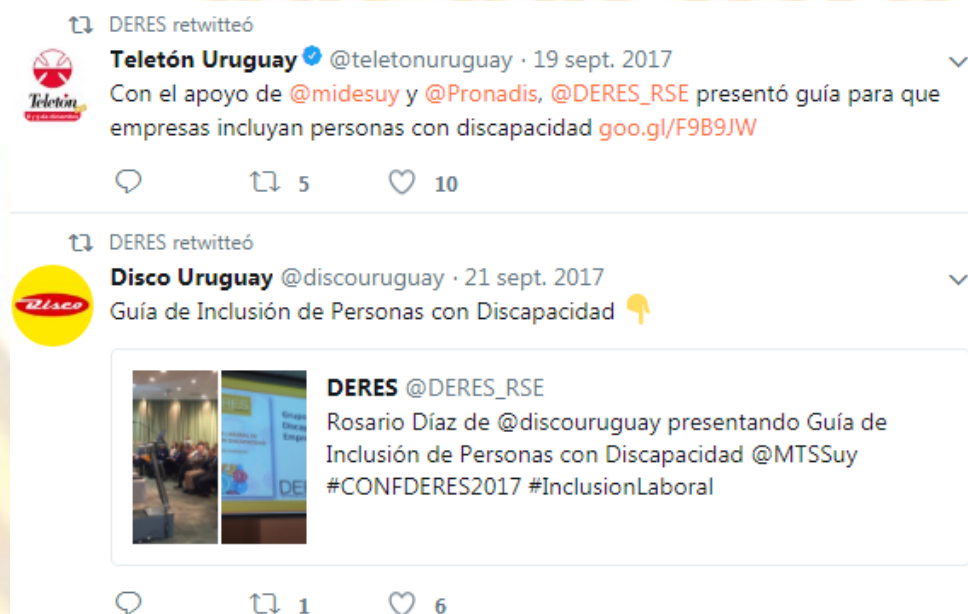 DERES retwitteó
Teletón Uruguay @teletonuruguay · 19 sept. 2017
Teletón
Con el apoyo de @midesuy y @Pronadis, @DERES_RSE presentó guía para que
empresas incluyan personas con discapacidad goo.gl/F9B9JW
5 10
DERES retwitteó
Disco Uruguay @discouruguay · 21 sept. 2017
Disco
Guía de Inclusión de Personas con Discapacidad
DERES @DERES_RSE
Rosario Díaz de @discouruguay presentando Guía de
Inclusión de Personas con Discapacidad @MTSSuy
#CONFDERES2017 #InclusionLaboral
1 6